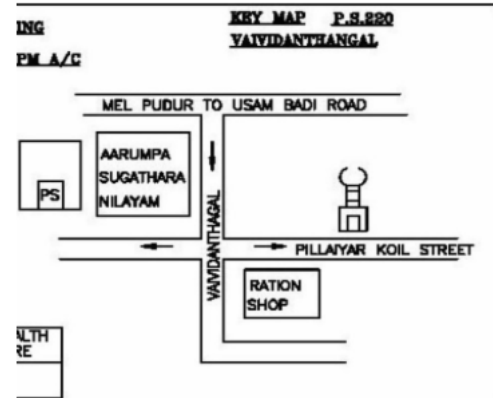 ING
PM A/C
KEY MAP P.S.220
VAIVIDANTHANGAL
MEL PUDUR TO USAM BADI ROAD
AARUMPA
SUGATHARA
NILAYAM
PS
VAIVIDANTHAGAL
PILLAIYAR KOIL STREET
RATION
SHOP
ALTH
RE